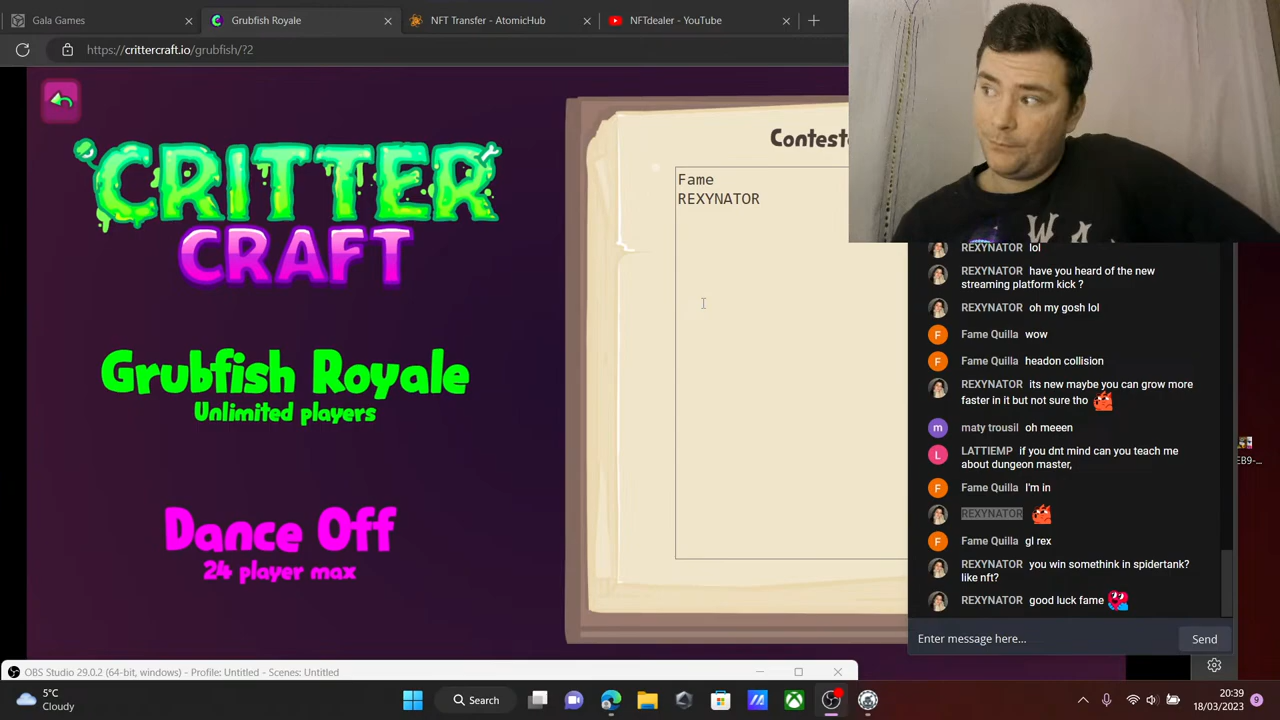 Gala Games
Grubfish Royale
NFT Transfer - AtomicHub
NFTdealer - YouTube
https://crittercraft.io/grubfish/?2
CRITTER
CRAFT
Grubfish Royale
Unlimited players
Dance Off
24 player max
Contest
Fame
REXYNATOR
REXYNATOR lol
REXYNATOR have you heard of the new
streaming platform kick ?
REXYNATOR oh my gosh lol
F Fame Quilla wow
F Fame Quilla headon collision
REXYNATOR its new maybe you can grow more
faster in it but not sure tho
m maty trousil oh meeen
L LATTIEMP if you dnt mind can you teach me
about dungeon master,
F Fame Quilla I'm in
REXYNATOR
F Fame Quilla gl rex
REXYNATOR you win somethink in spidertank?
like nft?
REXYNATOR good luck fame
Enter message here...
Send
EB9-...
OBS Studio 29.0.2 (64-bit, windows) - Profile: Untitled - Scenes: Untitled
5°C
Cloudy
Search
20:39
18/03/2023
9